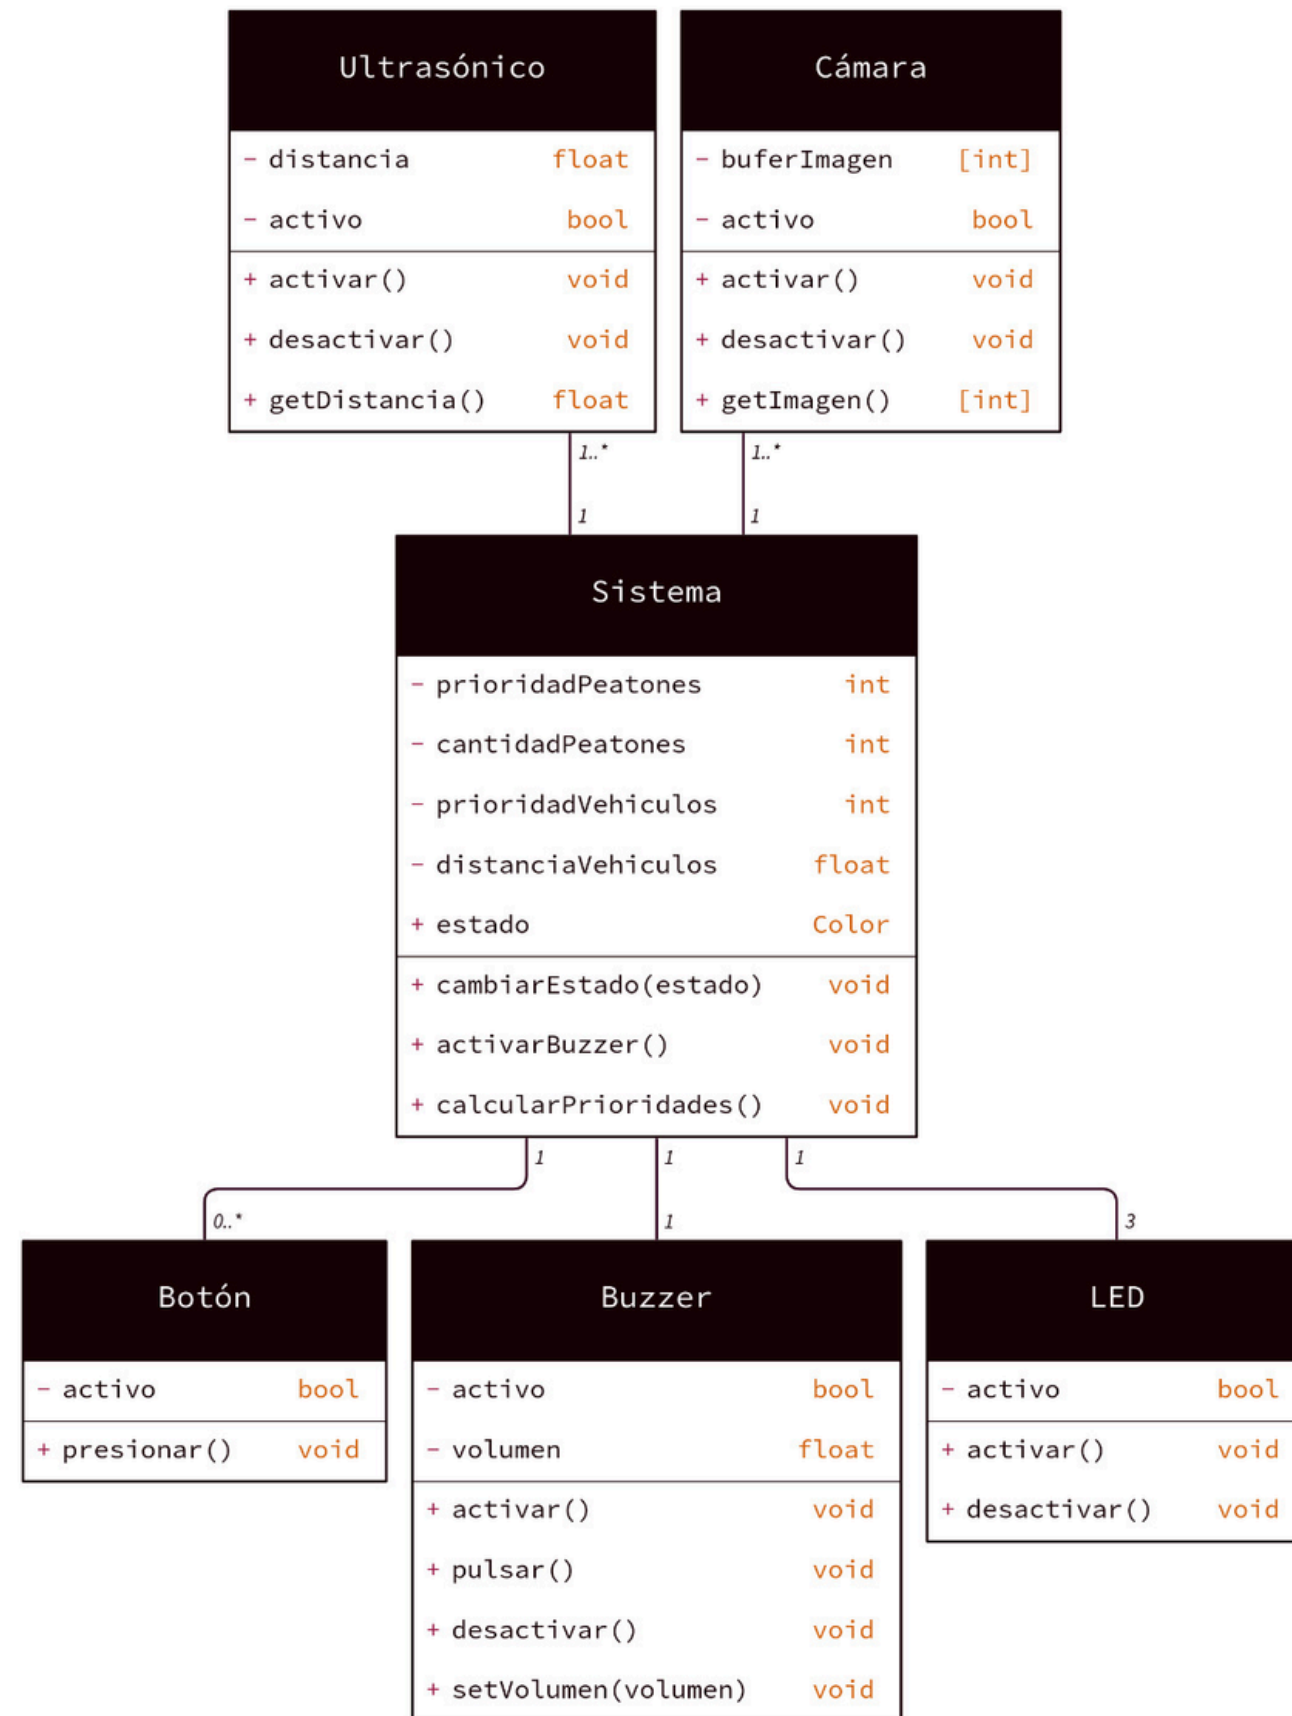 Ultrasónico
- distancia float
- activo bool
+ activar() void
+ desactivar() void
+ getDistancia() float
Cámara
- buferImagen [int]
- activo bool
+ activar() void
+ desactivar() void
+ getImagen() [int]
1..*
1..*
1
1
Sistema
- prioridadPeatones int
- cantidadPeatones int
- prioridadVehiculos int
- distanciaVehiculos float
+ estado Color
+ cambiarEstado(estado) void
+ activarBuzzer() void
+ calcularPrioridades() void
1
1
1
0..*
1
3
Botón
- activo bool
+ presionar() void
Buzzer
- activo bool
- volumen float
+ activar() void
+ pulsar() void
+ desactivar() void
+ setVolumen(volumen) void
LED
- activo bool
+ activar() void
+ desactivar() void